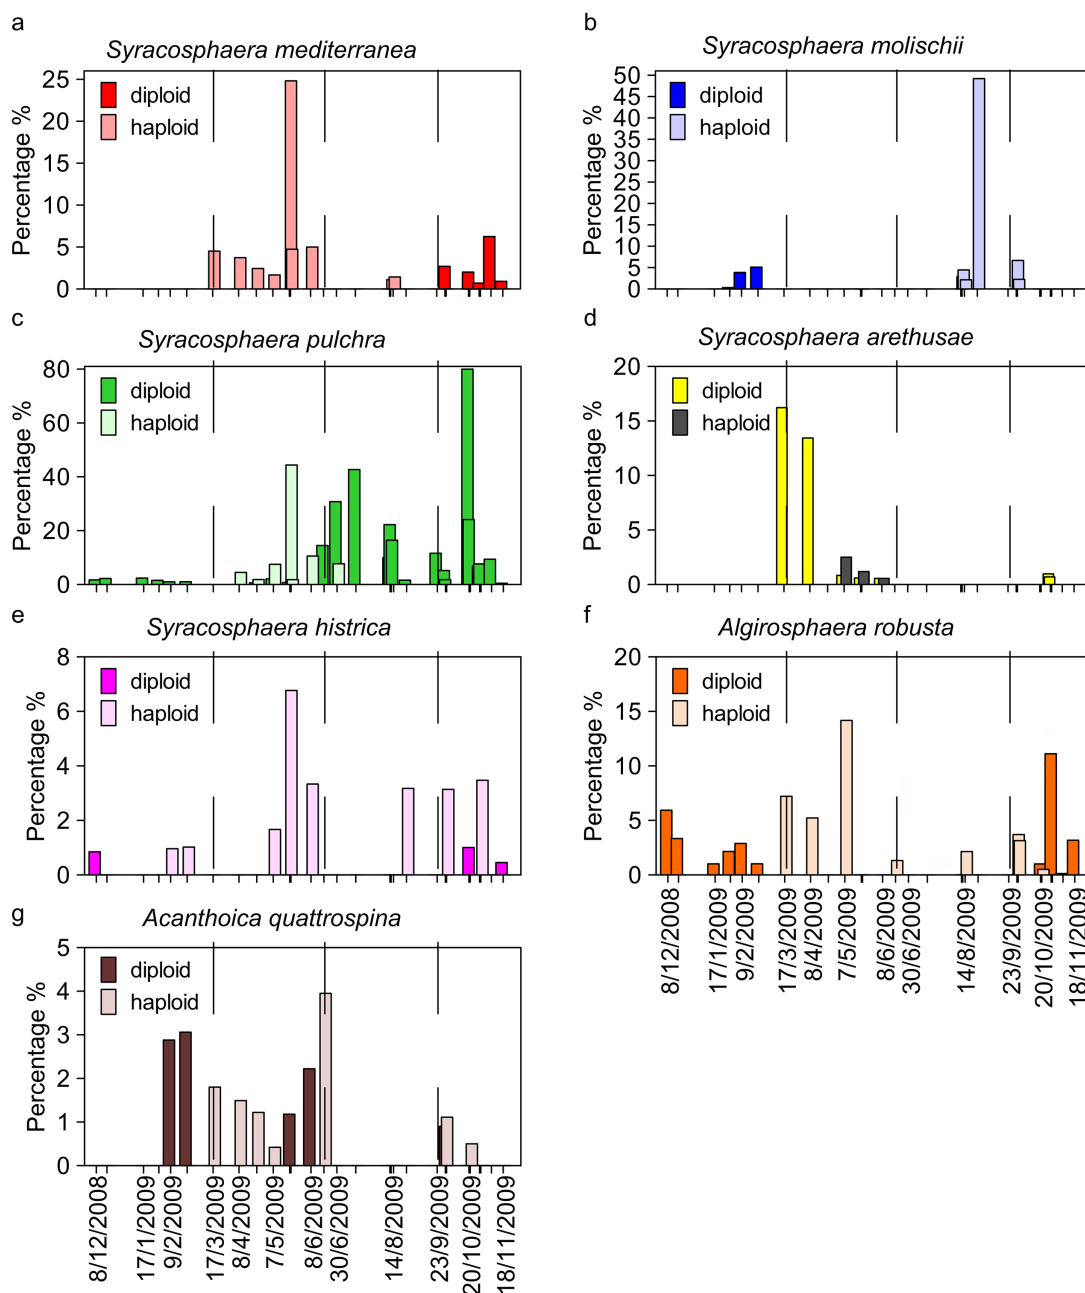 a
Syracosphaera mediterranea
Percentage %
25
20
15
10
5
0
diploid
haploid
b
Syracosphaera molischii
Percentage %
50
45
40
35
30
25
20
15
10
5
0
diploid
haploid
c
Syracosphaera pulchra
Percentage %
80
60
40
20
0
diploid
haploid
d
Syracosphaera arethusae
Percentage %
20
15
10
5
0
diploid
haploid
e
Syracosphaera histrica
Percentage %
8
6
4
2
0
diploid
haploid
f
Algirosphaera robusta
Percentage %
20
15
10
5
0
diploid
haploid
8/12/2008
17/1/2009
9/2/2009
17/3/2009
8/4/2009
7/5/2009
8/6/2009
30/6/2009
14/8/2009
23/9/2009
20/10/2009
18/11/2009
g
Acanthoica quattrospina
Percentage %
5
4
3
2
1
0
diploid
haploid
8/12/2008
17/1/2009
9/2/2009
17/3/2009
8/4/2009
7/5/2009
8/6/2009
30/6/2009
14/8/2009
23/9/2009
20/10/2009
18/11/2009